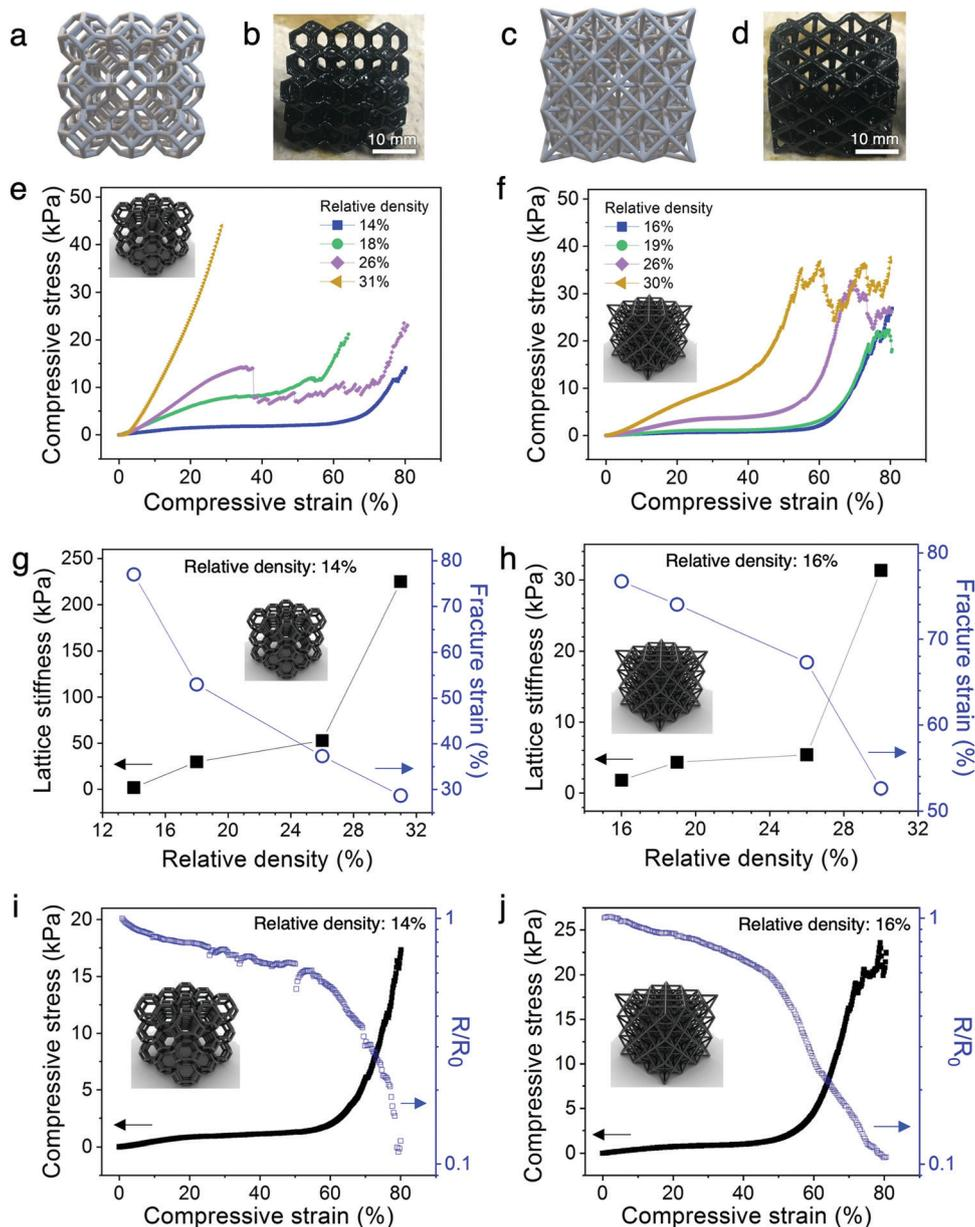 a
b
c
d
10 mm
10 mm
e
f
Compressive stress (kPa)
50
40
30
20
10
0
Relative density
14%
18%
26%
31%
0 20 40 60 80
Compressive strain (%)
Compressive stress (kPa)
50
40
30
20
10
0
Relative density
16%
19%
26%
30%
0 20 40 60 80
Compressive strain (%)
g
h
Lattice stiffness (kPa)
250
200
150
100
50
0
Relative density: 14%
80
70
60
50
40
30
Fracture strain (%)
12 16 20 24 28 32
Relative density (%)
Lattice stiffness (kPa)
30
20
10
0
Relative density: 16%
80
70
60
50
Fracture strain (%)
16 20 24 28 32
Relative density (%)
i
j
Compressive stress (kPa)
20
15
10
5
0
Relative density: 14%
1
0.1
R/R0
0 20 40 60 80
Compressive strain (%)
Compressive stress (kPa)
25
20
15
10
5
0
Relative density: 16%
1
0.1
R/R0
0 20 40 60 80
Compressive strain (%)